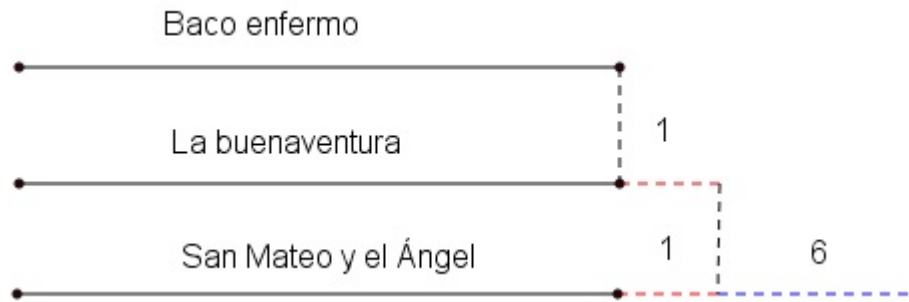 Baco enfermo
1
La buenaventura
San Mateo y el Ángel
1
6